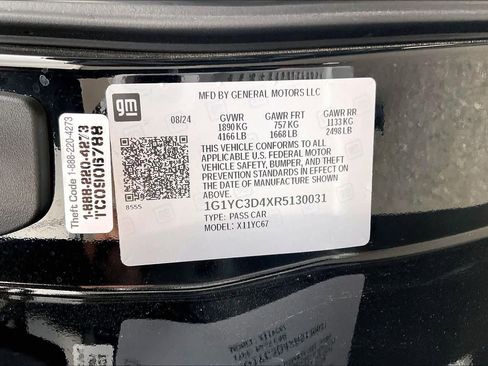 gm
MFD BY GENERAL MOTORS LLC
08/24
GVWR GAWR FRT GAWR RR
1890 KG 757 KG 1133 KG
4166 LB 1668 LB 2498 LB
THIS VEHICLE CONFORMS TO ALL
APPLICABLE U.S. FEDERAL MOTOR
VEHICLE SAFETY, BUMPER, AND THEFT
PREVENTION STANDARDS IN EFFECT ON
THE DATE OF MANUFACTURE SHOWN
ABOVE.
1G1YC3D4XR5130031
TYPE: PASS CAR
MODEL: X11YC67
8555
Theft Code 1-888-220-4273
1-888-220-4273